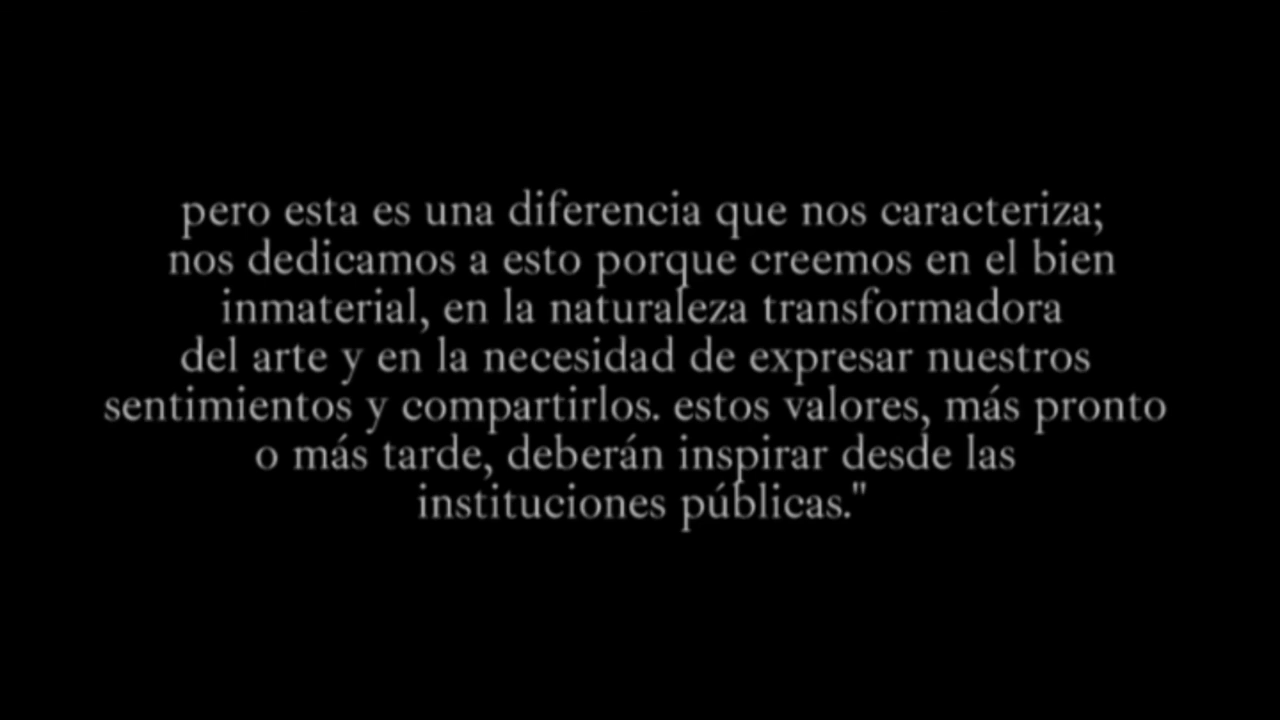 pero esta es una diferencia que nos caracteriza;
nos dedicamos a esto porque creemos en el bien
inmaterial, en la naturaleza transformadora
del arte y en la necesidad de expresar nuestros
sentimientos y compartirlos. estos valores, más pronto
o más tarde, deberán inspirar desde las
instituciones públicas."